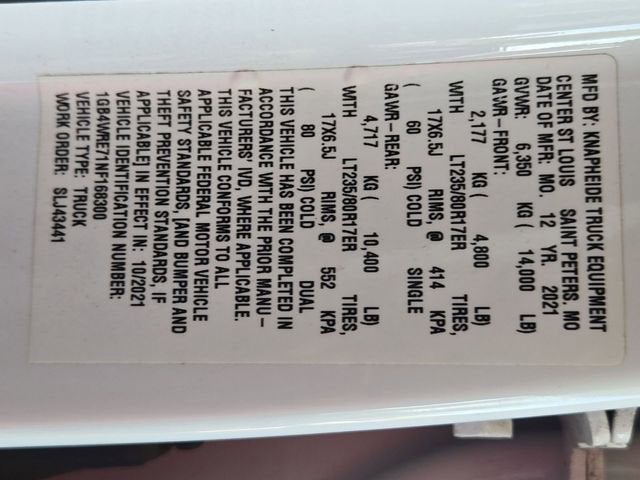 MFD BY: KNAPHEIDE TRUCK EQUIPMENT
CENTER ST LOUIS SAINT PETERS, MO
DATE OF MFR: MO. 12 YR. 2021
GVWR: 6,350 KG ( 14,000 LB)
GAWR-FRONT:
2,177 KG ( 4,800 LB)
WITH LT235/80R17ER TIRES,
17X6.5J RIMS, @ 414 KPA
( 60 PSI) COLD SINGLE
GAWR-REAR:
4,717 KG ( 10,400 LB)
WITH LT235/80R17ER TIRES,
17X6.5J RIMS, @ 552 KPA
( 80 PSI) COLD DUAL
THIS VEHICLE HAS BEEN COMPLETED IN
ACCORDANCE WITH THE PRIOR MANU-
FACTURERS' IVD, WHERE APPLICABLE.
THIS VEHICLE CONFORMS TO ALL
APPLICABLE FEDERAL MOTOR VEHICLE
SAFETY STANDARDS, [AND BUMPER AND
THEFT PREVENTION STANDARDS, IF
APPLICABLE] IN EFFECT IN: 10/2021
VEHICLE IDENTIFICATION NUMBER:
1GB4WRE71NF168300
VEHICLE TYPE: TRUCK
WORK ORDER: SLJ43441